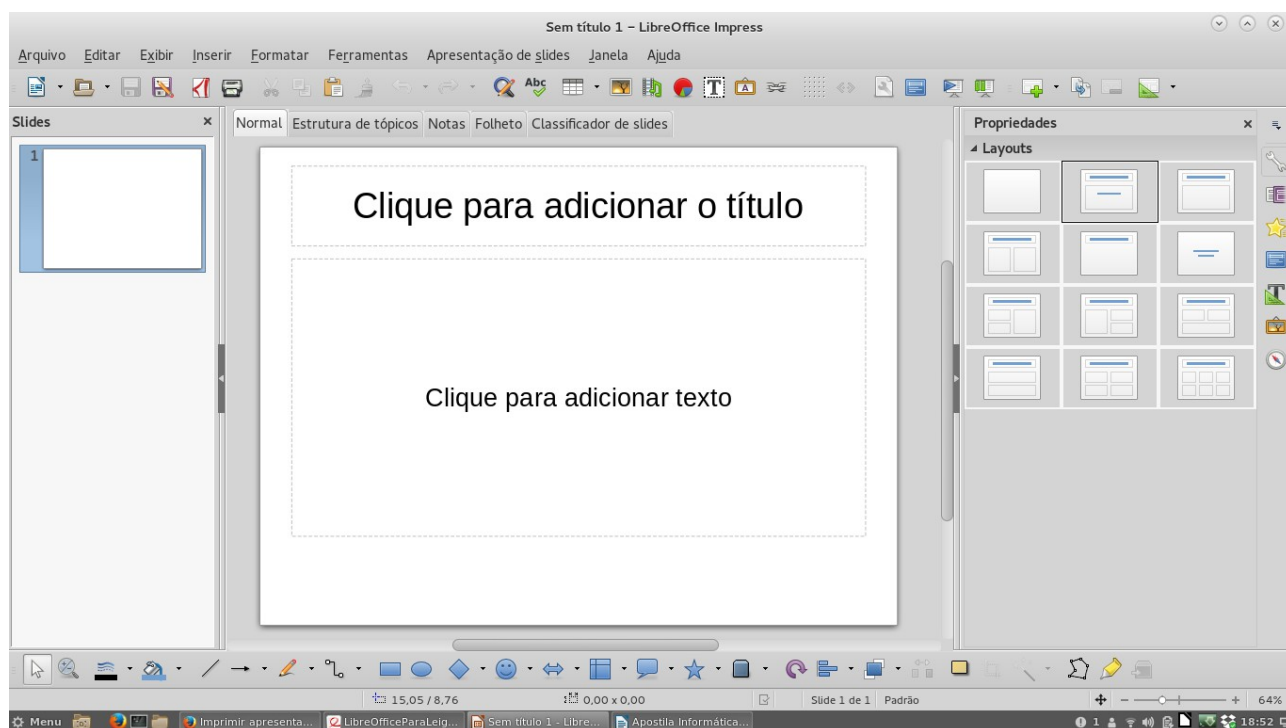 Sem título 1 – LibreOffice Impress
Arquivo Editar Exibir Inserir Formatar Ferramentas Apresentação de slides Janela Ajuda
Abc
T
A
Slides
Normal Estrutura de tópicos Notas Folheto Classificador de slides
Propriedades
Layouts
1
Clique para adicionar o título
Clique para adicionar texto
15,05 / 8,76 0,00 x 0,00 Slide 1 de 1 Padrão 64%
Menu Imprimir apresenta... LibreOfficeParaLeig... Sem título 1 - Libre... Apostila Informática... 1 18:52